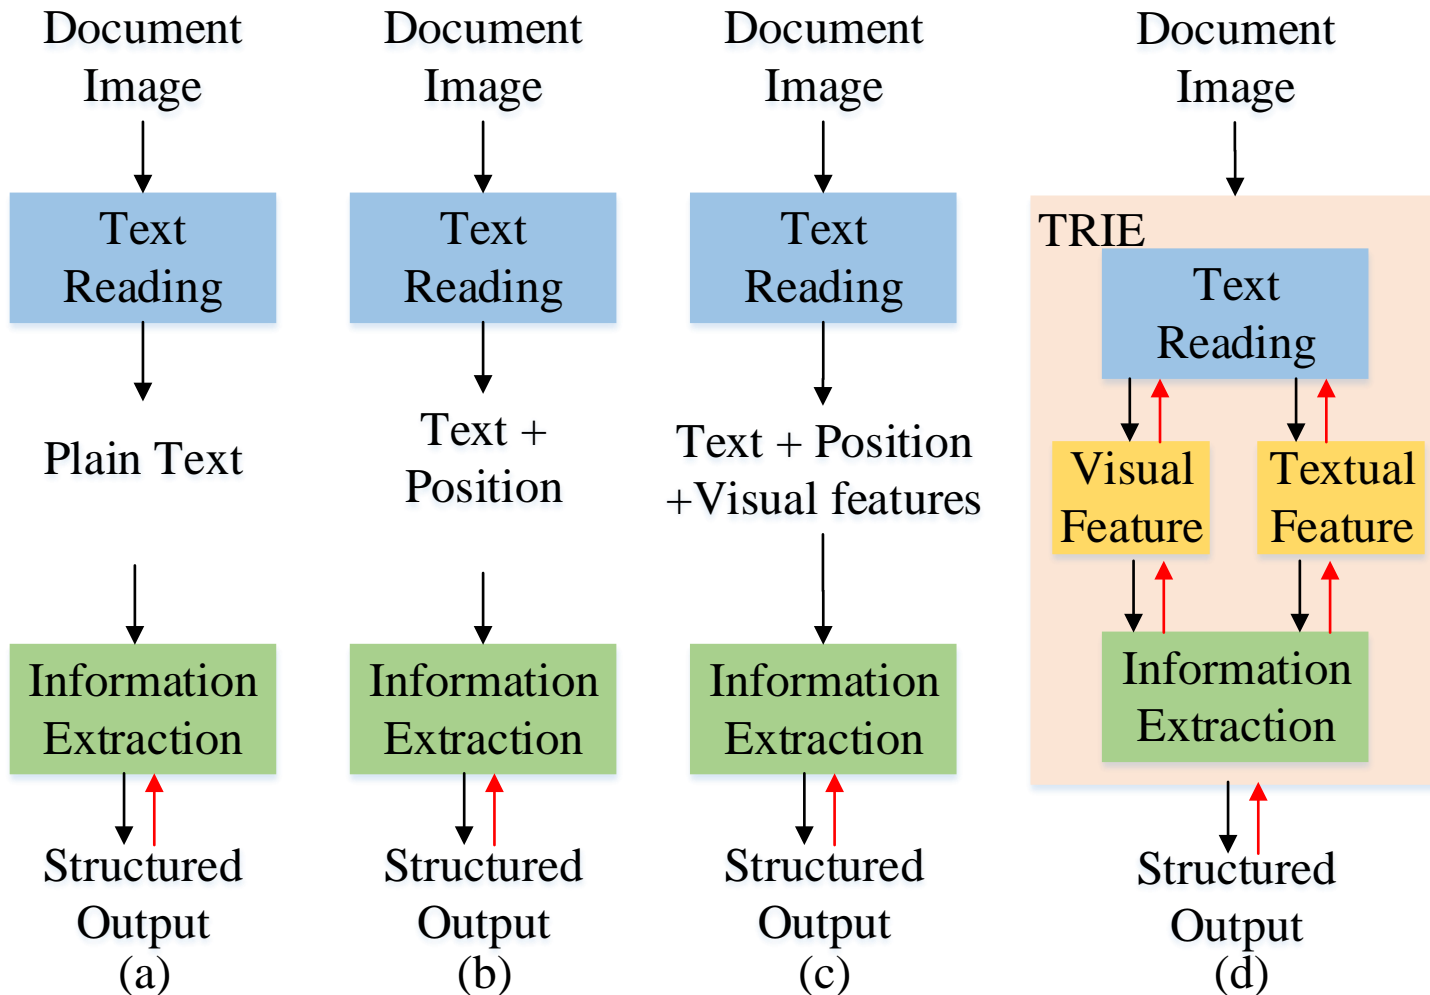 Document
Image
Text
Reading
Plain Text
Information
Extraction
Structured
Output
(a)
Document
Image
Text
Reading
Text +
Position
Information
Extraction
Structured
Output
(b)
Document
Image
Text
Reading
Text + Position
+Visual features
Information
Extraction
Structured
Output
(c)
Document
Image
TRIE
Text
Reading
Visual
Feature
Textual
Feature
Information
Extraction
Structured
Output
(d)